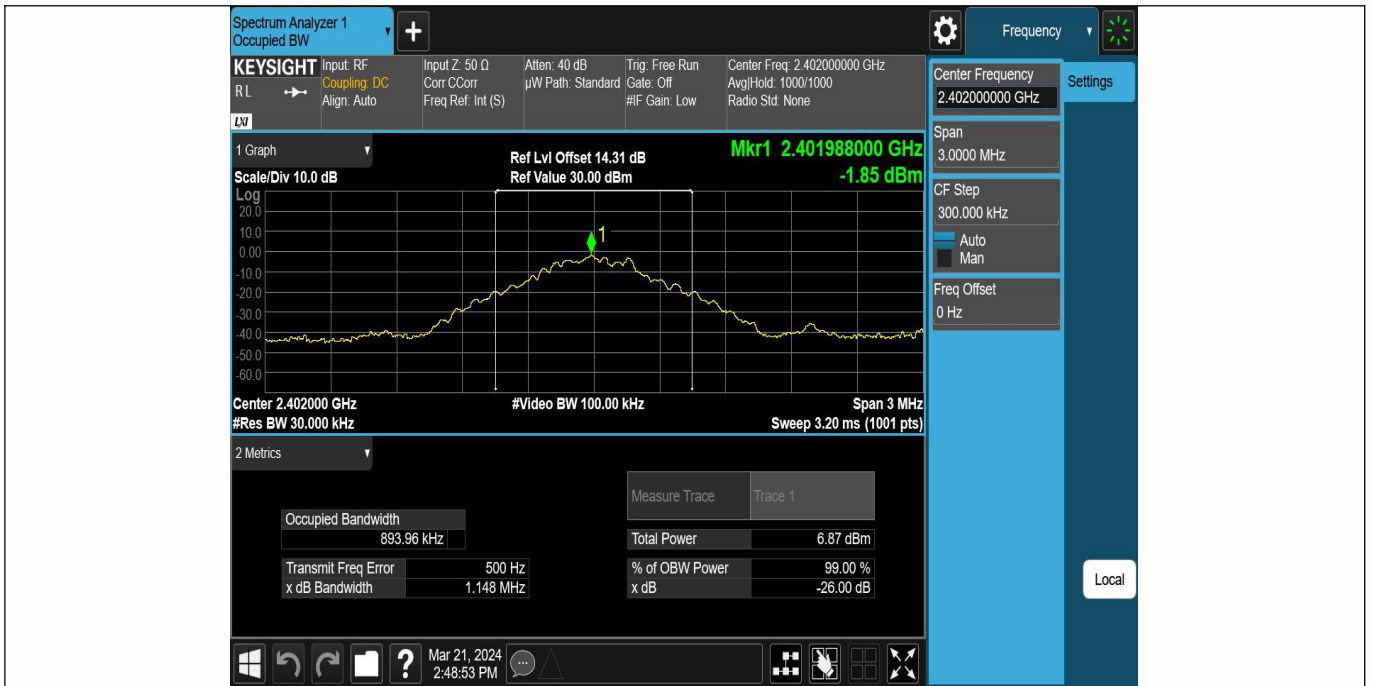 Spectrum Analyzer 1
Occupied BW
+
Frequency
KEYSIGHT
RL
LXI
Input: RF
Coupling: DC
Align: Auto
Input Z: 50 Ω
Corr CCorr
Freq Ref: Int (S)
Atten: 40 dB
µW Path: Standard
Trig: Free Run
Gate: Off
#IF Gain: Low
Center Freq: 2.402000000 GHz
Avg|Hold: 1000/1000
Radio Std: None
Center Frequency
2.402000000 GHz
Settings
Span
3.0000 MHz
CF Step
300.000 kHz
Auto
Man
Freq Offset
0 Hz
Local
1 Graph
Scale/Div 10.0 dB
Ref Lvl Offset 14.31 dB
Ref Value 30.00 dBm
Mkr1 2.401988000 GHz
-1.85 dBm
Log
20.0
10.0
0.00
-10.0
-20.0
-30.0
-40.0
-50.0
-60.0
1
Center 2.402000 GHz
#Video BW 100.00 kHz
Span 3 MHz
#Res BW 30.000 kHz
Sweep 3.20 ms (1001 pts)
2 Metrics
Measure Trace Trace 1
Occupied Bandwidth
893.96 kHz
Total Power 6.87 dBm
Transmit Freq Error 500 Hz
% of OBW Power 99.00 %
x dB Bandwidth 1.148 MHz
x dB -26.00 dB
?
Mar 21, 2024
2:48:53 PM